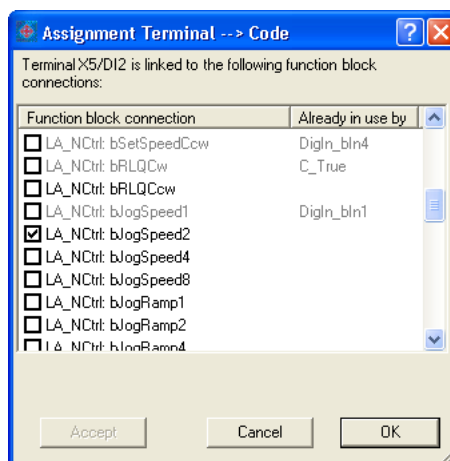 Assignment Terminal --> Code
Terminal X5/DI2 is linked to the following function block
connections:
Function block connection Already in use by
LA_NCtrl: bSetSpeedCcw DigIn_bIn4
LA_NCtrl: bRLQCw C_True
LA_NCtrl: bRLQCcw
LA_NCtrl: bJogSpeed1 DigIn_bIn1
LA_NCtrl: bJogSpeed2
LA_NCtrl: bJogSpeed4
LA_NCtrl: bJogSpeed8
LA_NCtrl: bJogRamp1
LA_NCtrl: bJogRamp2
LA_NCtrl: bJogRamp4
Accept Cancel OK